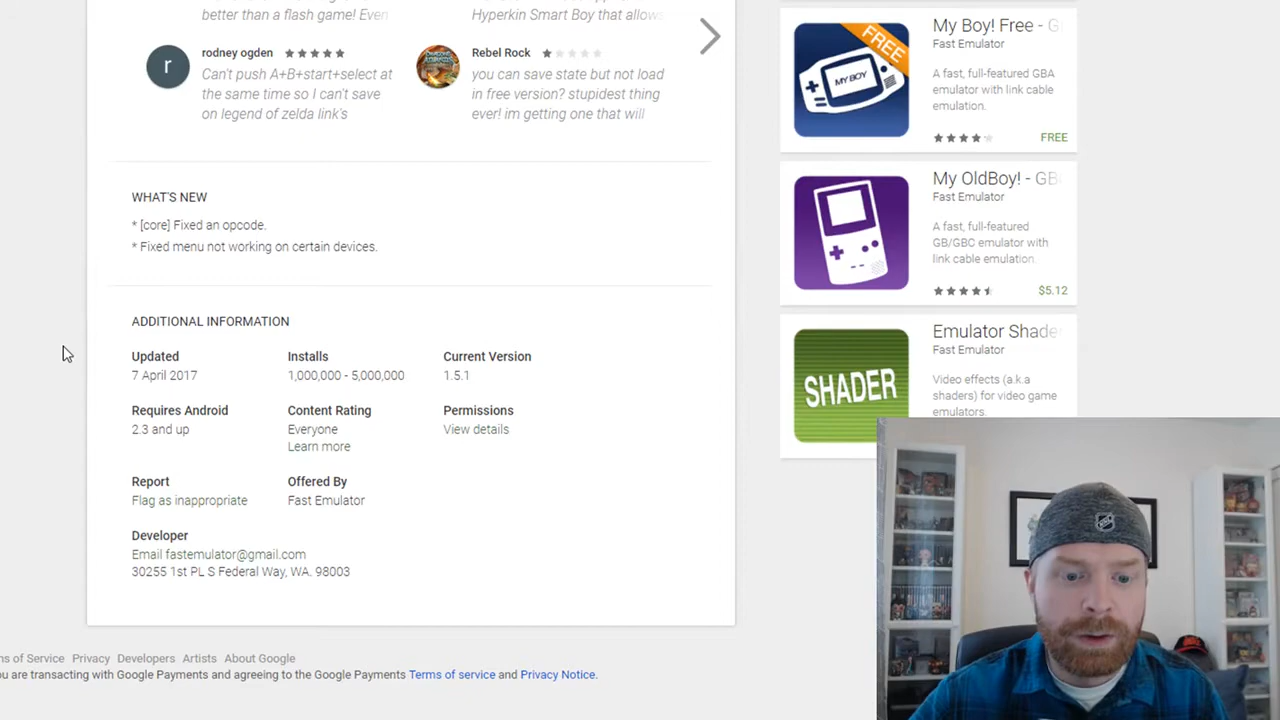 better than a flash game! Even
Hyperkin Smart Boy that allows
rodney ogden
Can't push A+B+start+select at
the same time so I can't save
on legend of zelda link's
Rebel Rock
you can save state but not load
in free version? stupidest thing
ever! im getting one that will
WHAT'S NEW
* [core] Fixed an opcode.
* Fixed menu not working on certain devices.
ADDITIONAL INFORMATION
Updated
7 April 2017
Installs
1,000,000 - 5,000,000
Current Version
1.5.1
Requires Android
2.3 and up
Content Rating
Everyone
Learn more
Permissions
View details
Report
Flag as inappropriate
Offered By
Fast Emulator
Developer
Email fastemulator@gmail.com
30255 1st PL S Federal Way, WA. 98003
of Service Privacy Developers Artists About Google
are transacting with Google Payments and agreeing to the Google Payments Terms of service and Privacy Notice.
FREE
MY BOY!
My Boy! Free - G
Fast Emulator
A fast, full-featured GBA
emulator with link cable
emulation.
FREE
My OldBoy! - GB
Fast Emulator
A fast, full-featured
GB/GBC emulator with
link cable emulation.
$5.12
SHADER
Emulator Shade
Fast Emulator
Video effects (a.k.a
shaders) for video game
emulators.
r